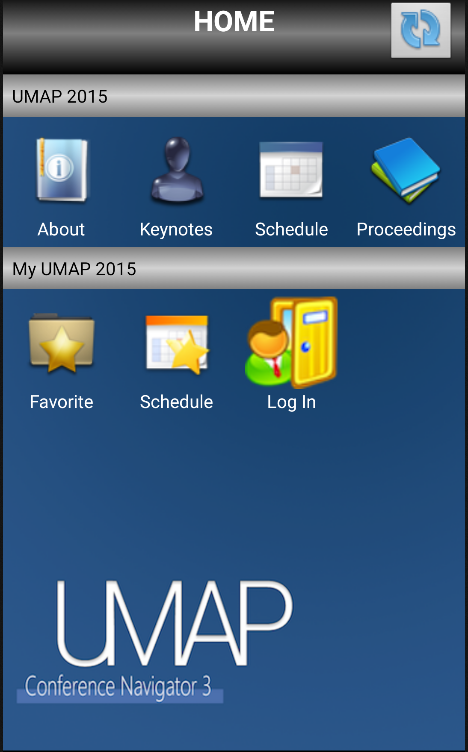 HOME
UMAP 2015
About
Keynotes
Schedule
Proceedings
My UMAP 2015
Favorite
Schedule
Log In
UMAP
Conference Navigator 3